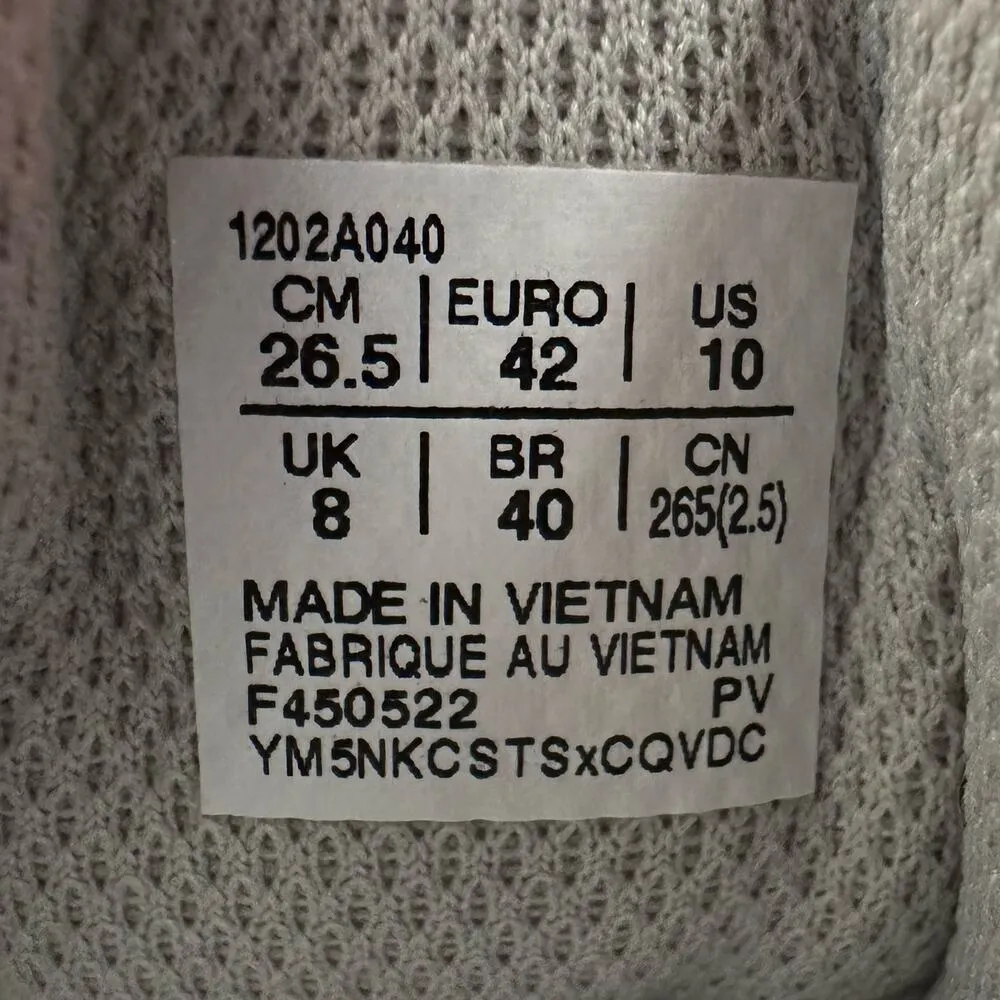 1202A040
CM | EURO | US
26.5 | 42 | 10
UK | BR | CN
8 | 40 | 265(2.5)
MADE IN VIETNAM
FABRIQUE AU VIETNAM
F450522 PV
YM5NKCSTSxCQVDC